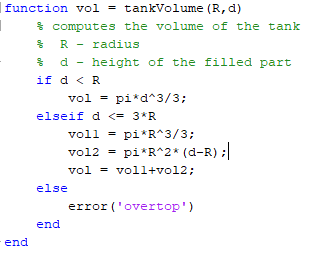 function vol = tankVolume(R,d)
% computes the volume of the tank
% R - radius
% d - height of the filled part
if d < R
vol = pi*d^3/3;
elseif d <= 3*R
vol1 = pi*R^3/3;
vol2 = pi*R^2*(d-R);
vol = vol1+vol2;
else
error('overtop')
end
end